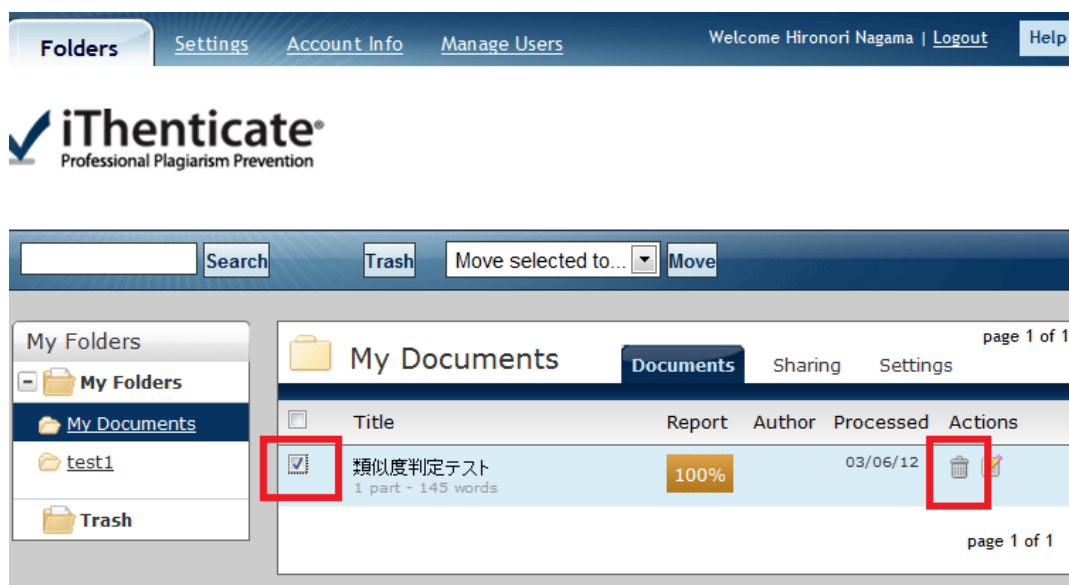 Folders Settings Account Info Manage Users Welcome Hironori Nagama | Logout Help
iThenticate®
Professional Plagiarism Prevention
Search Trash Move selected to... Move
My Folders
My Folders
My Documents
test1
Trash
page 1 of 1
My Documents Documents Sharing Settings
Title Report Author Processed Actions
類似度判定テスト 100% 03/06/12
1 part - 145 words
page 1 of 1